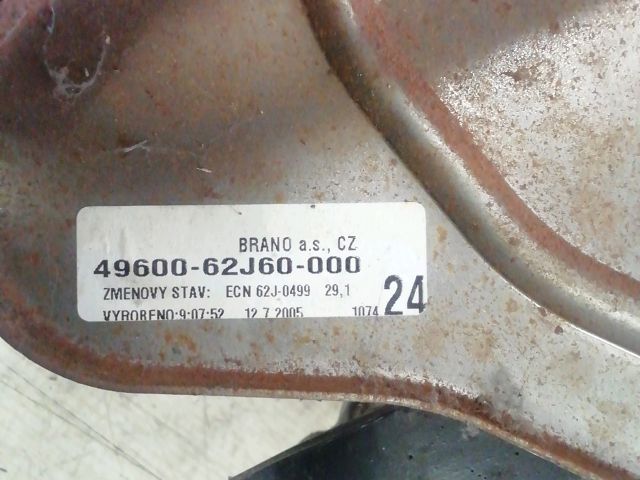 BRANO a.s., CZ
49600-62J60-000
ZMENOVY STAV: ECN 62J-0499 29,1
VYROBENO:9:07:52 12.7.2005 1074 24